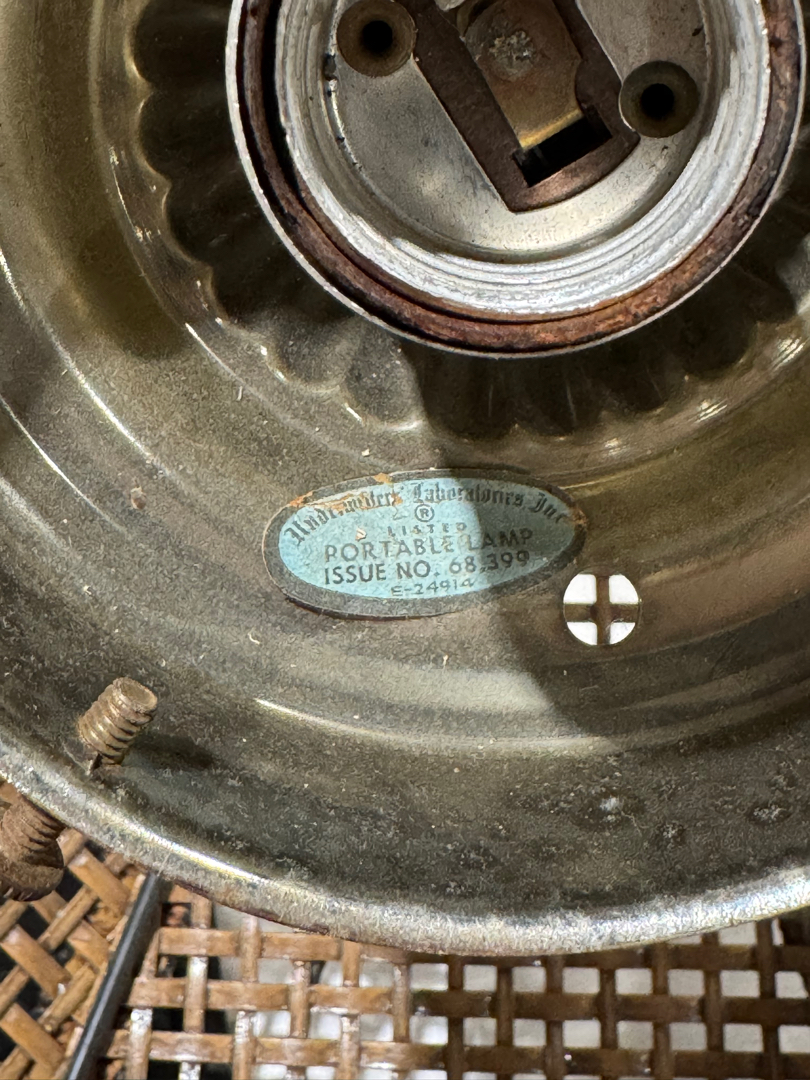 Underwriters Laboratories Inc
®
LISTED
PORTABLE LAMP
ISSUE NO. 68,399
E-24914